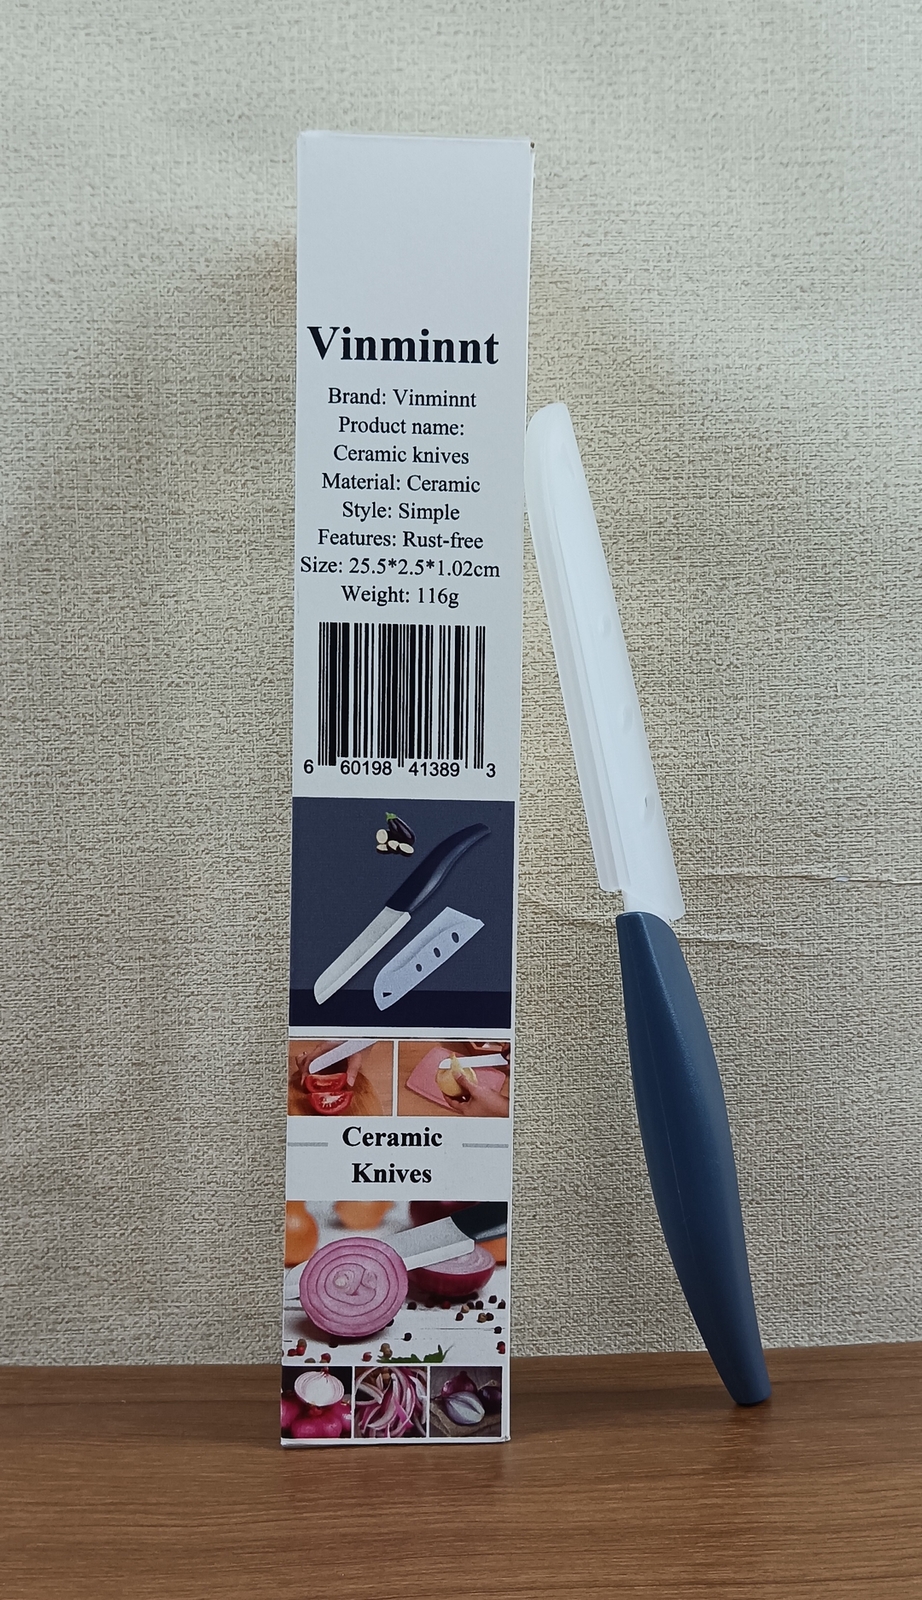 Vinminnt
Brand: Vinminnt
Product name:
Ceramic knives
Material: Ceramic
Style: Simple
Features: Rust-free
Size: 25.5*2.5*1.02cm
Weight: 116g
6 60198 41389 3
Ceramic
Knives